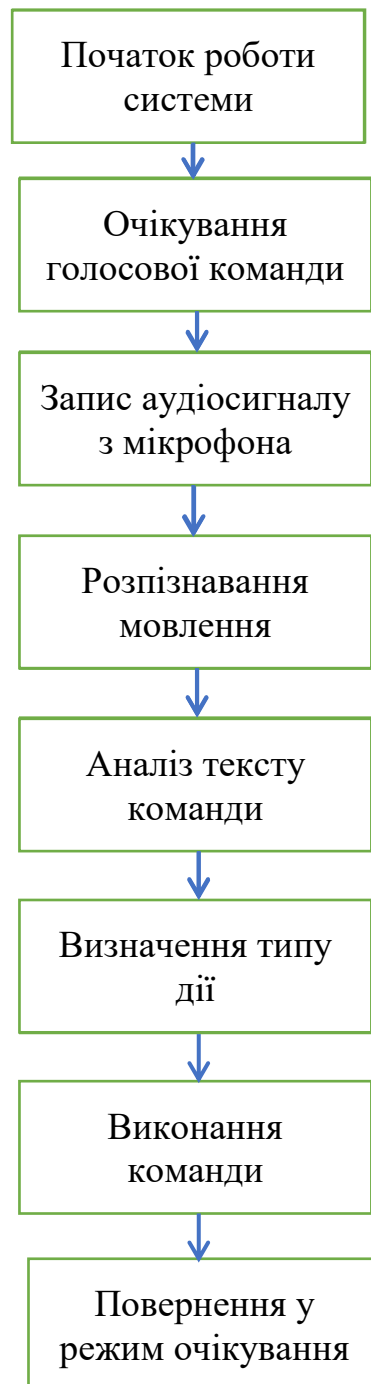 Початок роботи
системи
Очікування
голосової команди
Запис аудіосигналу
з мікрофона
Розпізнавання
мовлення
Аналіз тексту
команди
Визначення типу
дії
Виконання
команди
Повернення у
режим очікування